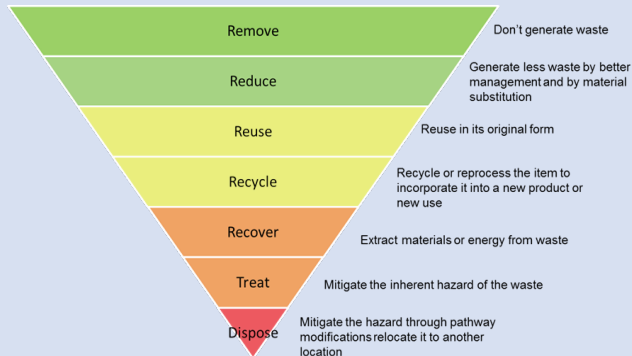 Remove
Don't generate waste
Reduce
Generate less waste by better
management and by material
substitution
Reuse
Reuse in its original form
Recycle
Recycle or reprocess the item to
incorporate it into a new product or
new use
Recover
Extract materials or energy from waste
Treat
Mitigate the inherent hazard of the waste
Dispose
Mitigate the hazard through pathway
modifications relocate it to another
location